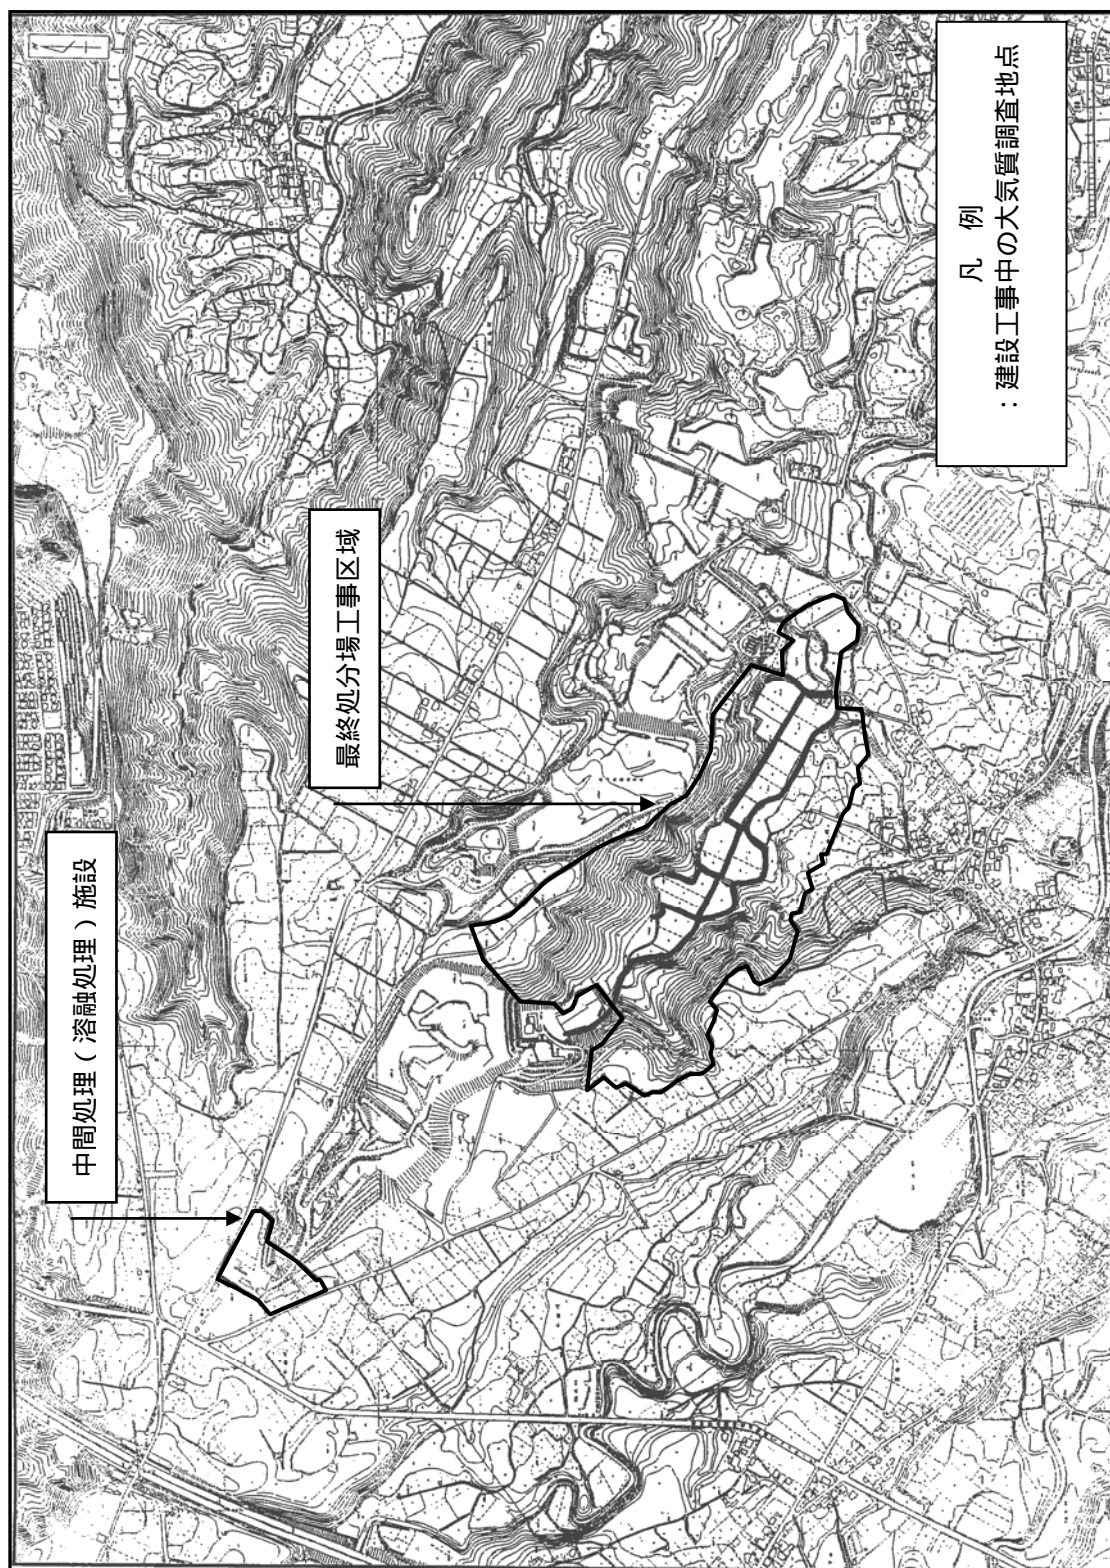 中間処理(溶融処理)施設
最終処分場工事区域
凡 例
:建設工事中の大気質調査地点